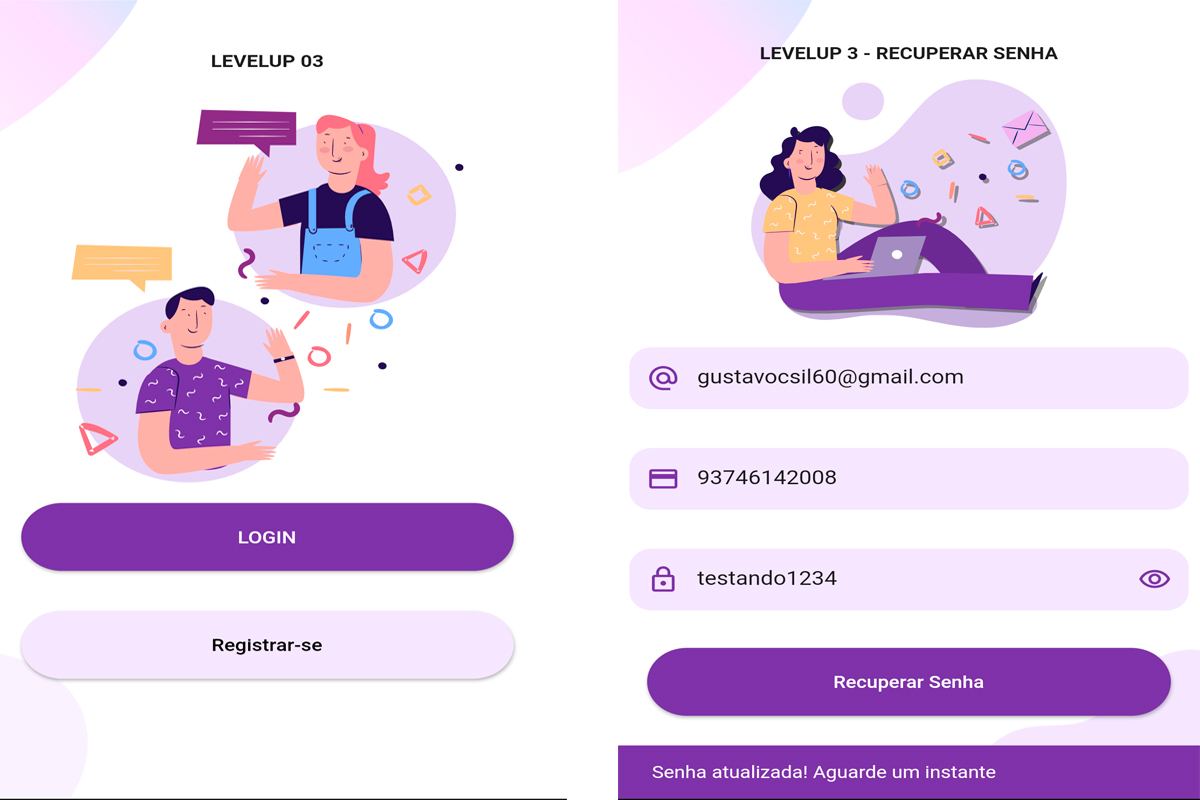 LEVELUP 03
LOGIN
Registrar-se
LEVELUP 3 - RECUPERAR SENHA
gustavocsil60@gmail.com
93746142008
testando1234
Recuperar Senha
Senha atualizada! Aguarde um instante